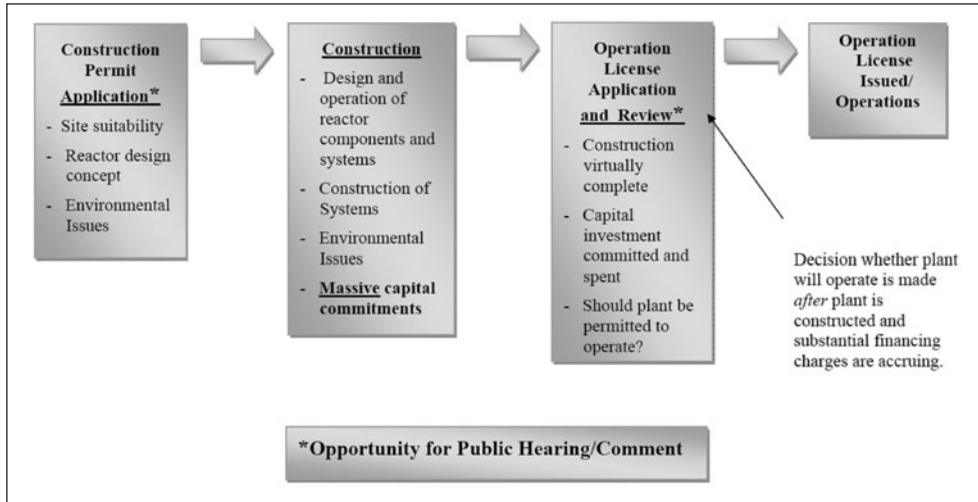 Construction
Permit
Application*
- Site suitability
- Reactor design
concept
- Environmental
Issues
Construction
- Design and
operation of
reactor
components and
systems
- Construction of
Systems
- Environmental
Issues
- Massive capital
commitments
Operation
License
Application
and Review*
- Construction
virtually
complete
- Capital
investment
committed and
spent
- Should plant be
permitted to
operate?
Operation
License
Issued/
Operations
Decision whether plant
will operate is made
after plant is
constructed and
substantial financing
charges are accruing.
*Opportunity for Public Hearing/Comment